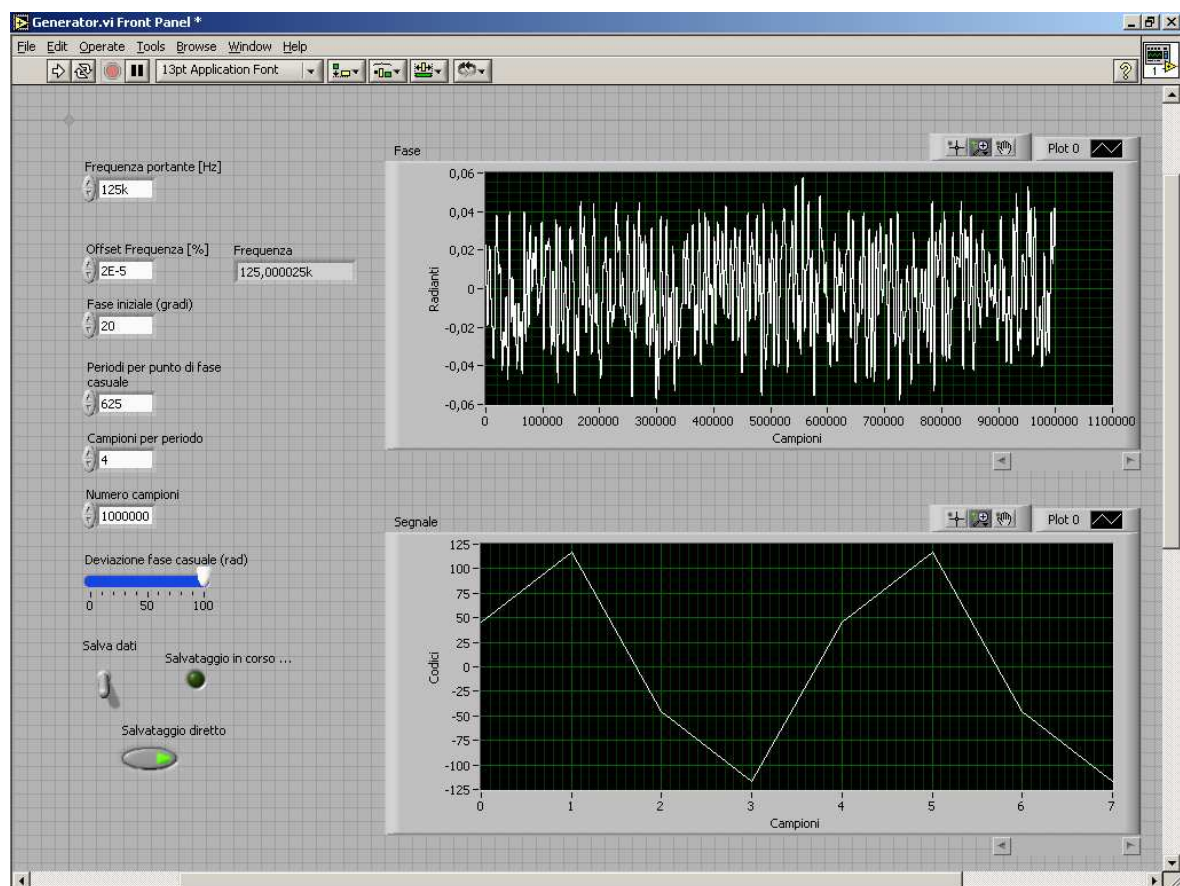 Generator.vi Front Panel *
File Edit Operate Tools Browse Window Help
13pt Application Font
1
Frequenza portante [Hz]
125k
Offset Frequenza [%]
2E-5
Frequenza
125,000025k
Fase iniziale (gradi)
20
Periodi per punto di fase
casuale
625
Campioni per periodo
4
Numero campioni
1000000
Deviazione fase casuale (rad)
0 50 100
Salva dati
Salvataggio in corso ...
Salvataggio diretto
Fase
Plot 0
0,06
0,04
0,02
0
-0,02
-0,04
-0,06
Radianti
0 100000 200000 300000 400000 500000 600000 700000 800000 900000 1000000 1100000
Campioni
Segnale
Plot 0
125
100
75
50
25
0
-25
-50
-75
-100
-125
Codici
0 1 2 3 4 5 6 7
Campioni